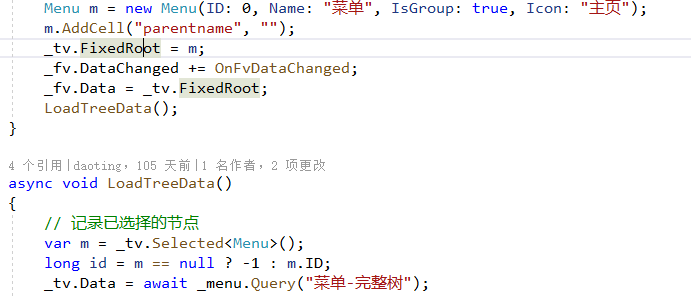 Menu m = new Menu(ID: 0, Name: "菜单", IsGroup: true, Icon: "主页");
m.AddCell("parentname", "");
_tv.FixedRoot = m;
_fv.DataChanged += OnFvDataChanged;
_fv.Data = _tv.FixedRoot;
LoadTreeData();
}
4 个引用|daoting，105 天前|1 名作者，2 项更改
async void LoadTreeData()
{
// 记录已选择的节点
var m = _tv.Selected<Menu>();
long id = m == null ? -1 : m.ID;
_tv.Data = await _menu.Query("菜单-完整树");